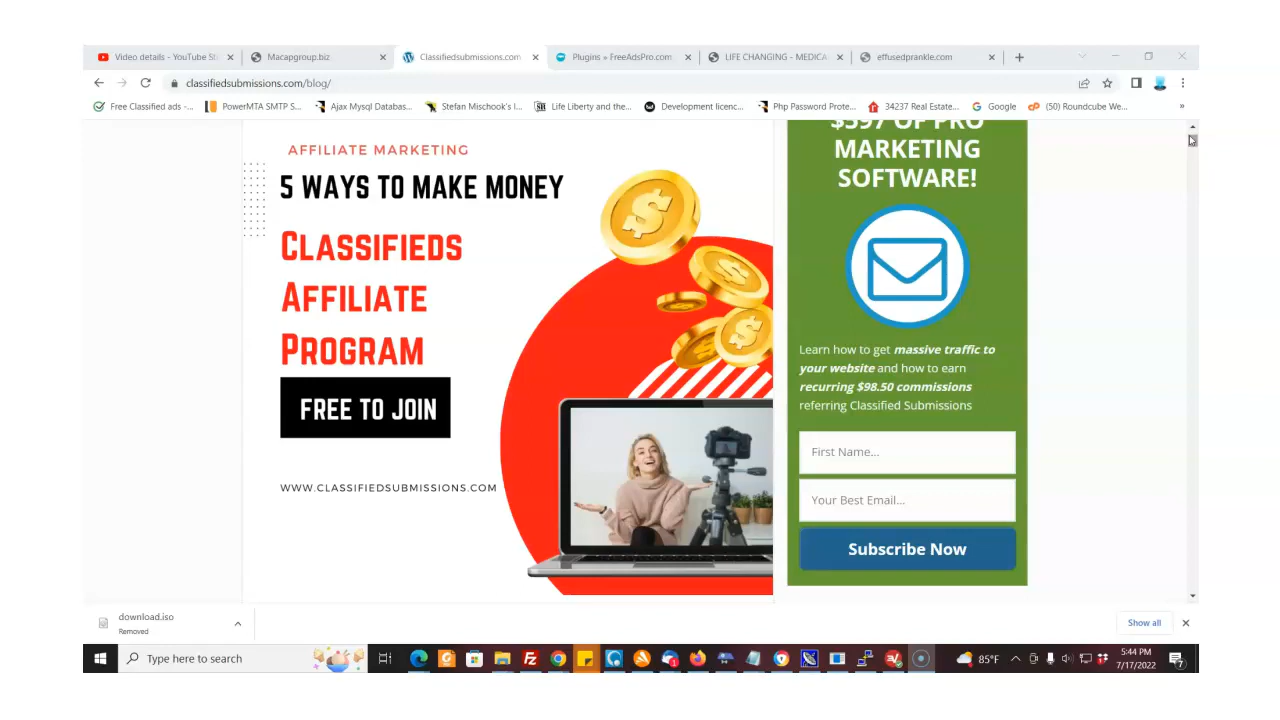 Video details - YouTube St
Macapgroup.biz
Classifiedsubmissions.com
Plugins » FreeAdsPro.com
LIFE CHANGING - MEDICA
effusedprankle.com
classifiedsubmissions.com/blog/
Free Classified ads -...
PowerMTA SMTP S...
Ajax Mysql Databas...
Stefan Mischook's I...
Life Liberty and the...
Development licenc...
Php Password Prote...
34237 Real Estate...
Google
(50) Roundcube We...
»
AFFILIATE MARKETING
5 WAYS TO MAKE MONEY
CLASSIFIEDS
AFFILIATE
PROGRAM
FREE TO JOIN
WWW.CLASSIFIEDSUBMISSIONS.COM
$597 OF PRO
MARKETING
SOFTWARE!
Learn how to get massive traffic to
your website and how to earn
recurring $98.50 commissions
referring Classified Submissions
First Name...
Your Best Email...
Subscribe Now
download.iso
Removed
Show all
Type here to search
85°F
5:44 PM
7/17/2022
7